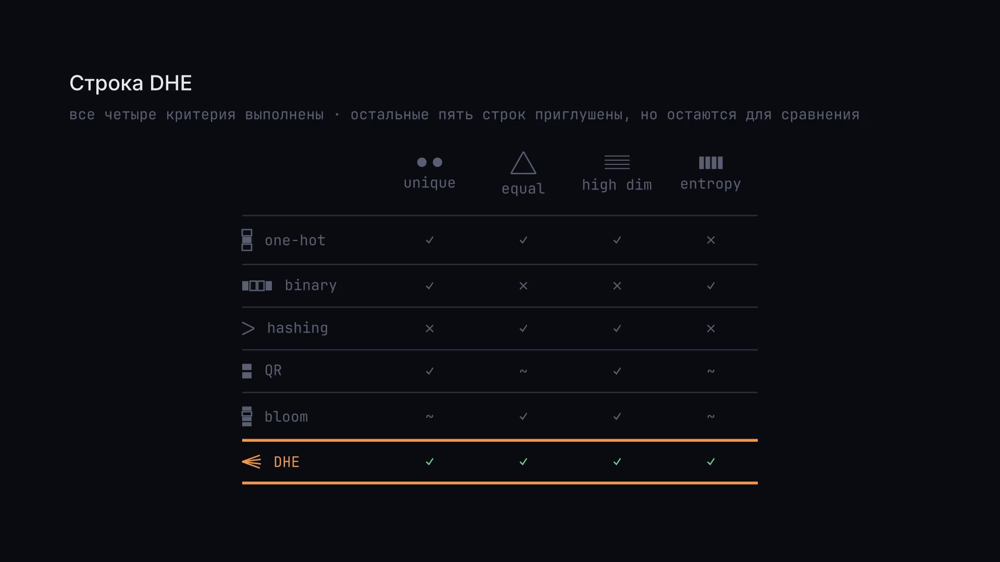 Строка DHE
все четыре критерия выполнены · остальные пять строк приглушены, но остаются для сравнения
unique equal high dim entropy
one-hot ✓ ✓ ✓ ×
binary ✓ × × ✓
hashing × ✓ ✓ ×
QR ✓ ~ ✓ ~
bloom ~ ✓ ✓ ~
DHE ✓ ✓ ✓ ✓